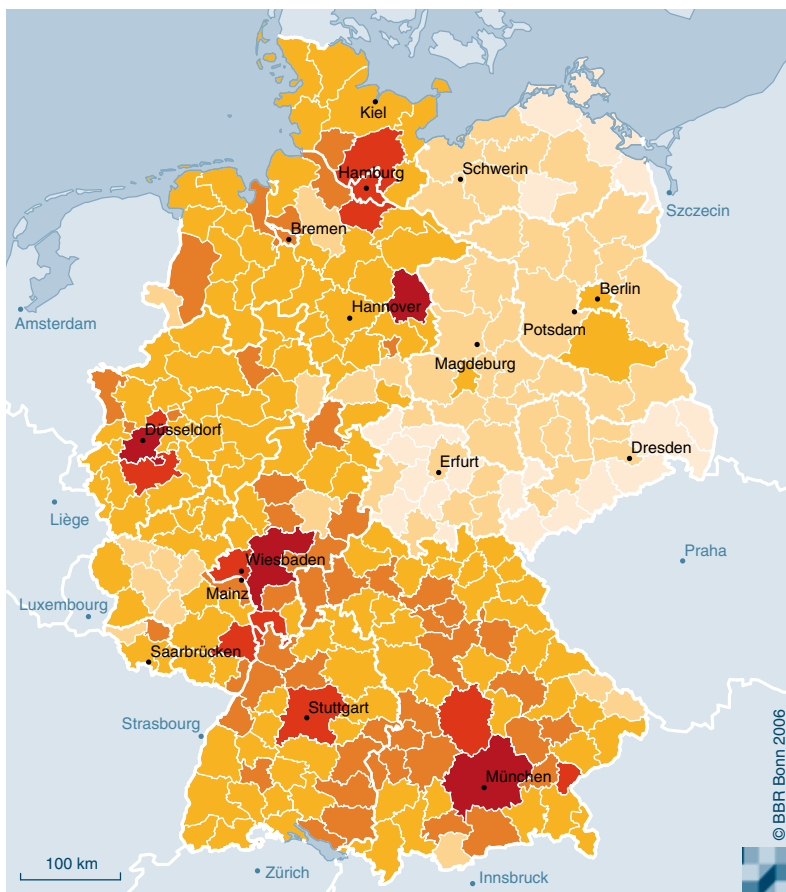 Kiel
Hamburg
Schwerin
Szczecin
Bremen
Berlin
Hannover
Amsterdam
Potsdam
Magdeburg
Düsseldorf
Dresden
Erfurt
Liège
Praha
Wiesbaden
Mainz
Luxembourg
Saarbrücken
Stuttgart
Strasbourg
München
© BBR Bonn 2006
100 km
Zürich
Innsbruck